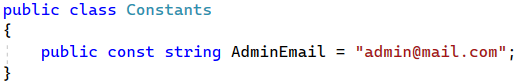 public class Constants
{
    public const string AdminEmail = "admin@mail.com";
}